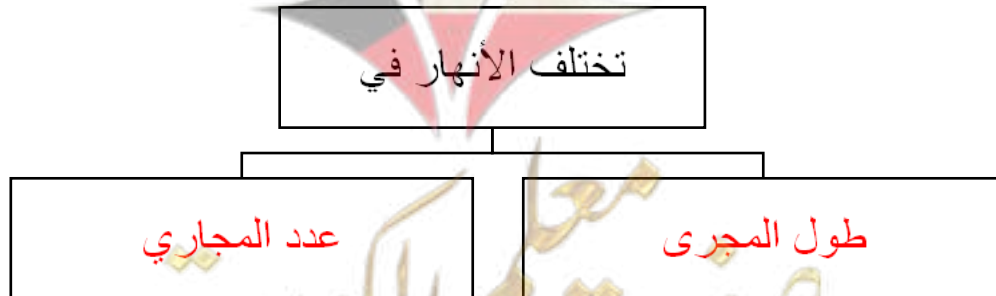 تختلف الأنهار في
طول المجرى
عدد المجاري